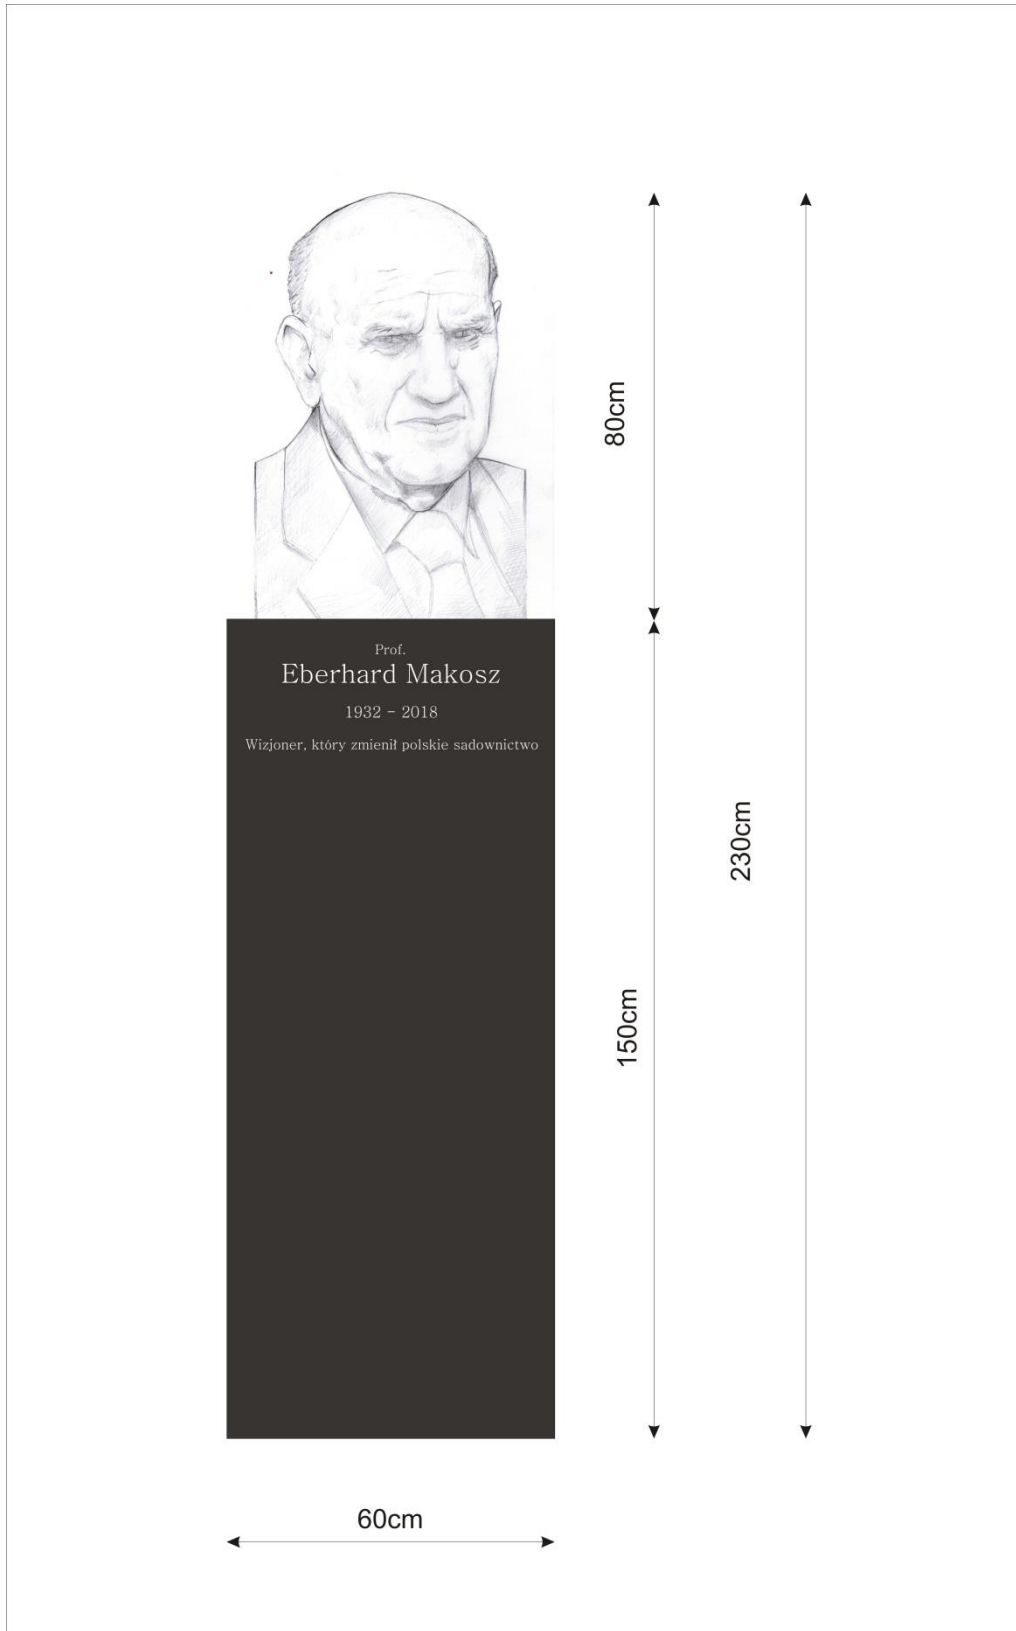 80cm
Prof.
Eberhard Makosz
1932 - 2018
Wizjoner, który zmienił polskie sadownictwo
230cm
150cm
60cm